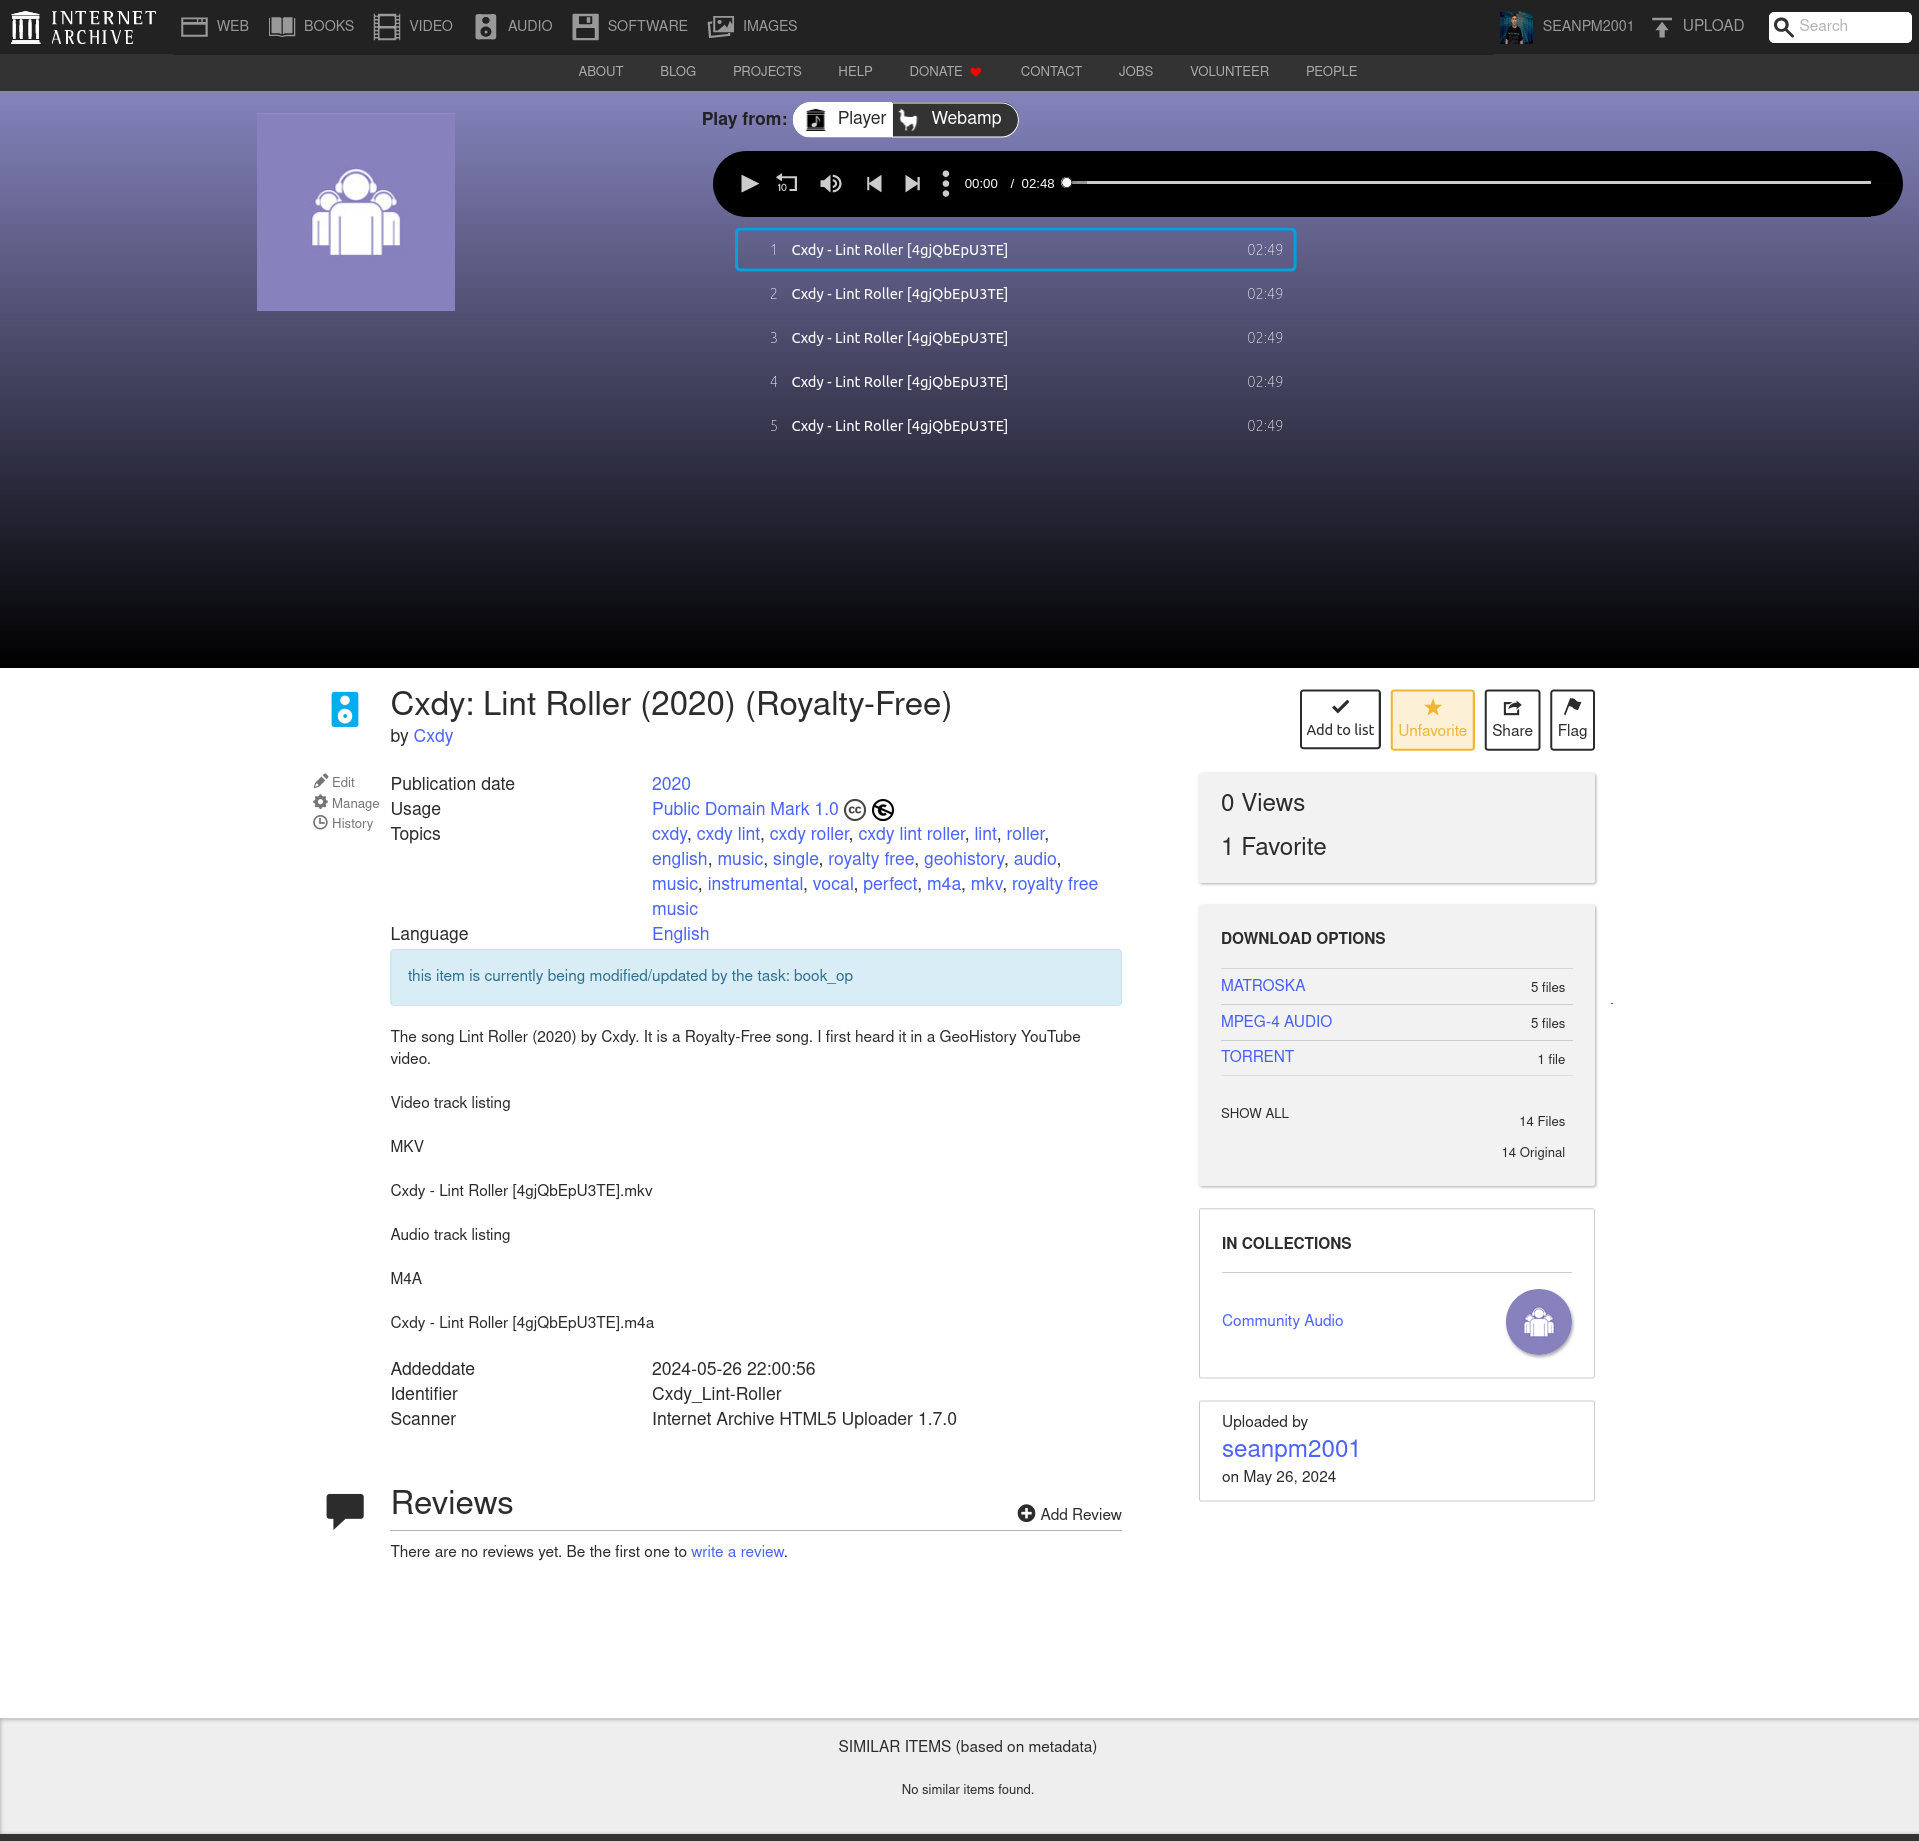 INTERNET ARCHIVE
WEB BOOKS VIDEO AUDIO SOFTWARE IMAGES SEANPM2001 UPLOAD Search
ABOUT BLOG PROJECTS HELP DONATE CONTACT JOBS VOLUNTEER PEOPLE
Play from: Player Webamp
10 00:00 / 02:48
1 Cxdy - Lint Roller [4gjQbEpU3TE] 02:49
2 Cxdy - Lint Roller [4gjQbEpU3TE] 02:49
3 Cxdy - Lint Roller [4gjQbEpU3TE] 02:49
4 Cxdy - Lint Roller [4gjQbEpU3TE] 02:49
5 Cxdy - Lint Roller [4gjQbEpU3TE] 02:49
Cxdy: Lint Roller (2020) (Royalty-Free)
by Cxdy
Add to list Unfavorite Share Flag
Edit
Manage
History
Publication date 2020
Usage Public Domain Mark 1.0 cc
Topics cxdy, cxdy lint, cxdy roller, cxdy lint roller, lint, roller,
english, music, single, royalty free, geohistory, audio,
music, instrumental, vocal, perfect, m4a, mkv, royalty free
music
Language English
this item is currently being modified/updated by the task: book_op
The song Lint Roller (2020) by Cxdy. It is a Royalty-Free song. I first heard it in a GeoHistory YouTube
video.
Video track listing
MKV
Cxdy - Lint Roller [4gjQbEpU3TE].mkv
Audio track listing
M4A
Cxdy - Lint Roller [4gjQbEpU3TE].m4a
Addeddate 2024-05-26 22:00:56
Identifier Cxdy_Lint-Roller
Scanner Internet Archive HTML5 Uploader 1.7.0
Reviews
Add Review
There are no reviews yet. Be the first one to write a review.
0 Views
1 Favorite
DOWNLOAD OPTIONS
MATROSKA 5 files
MPEG-4 AUDIO 5 files
TORRENT 1 file
SHOW ALL 14 Files
14 Original
IN COLLECTIONS
Community Audio
Uploaded by
seanpm2001
on May 26, 2024
SIMILAR ITEMS (based on metadata)
No similar items found.